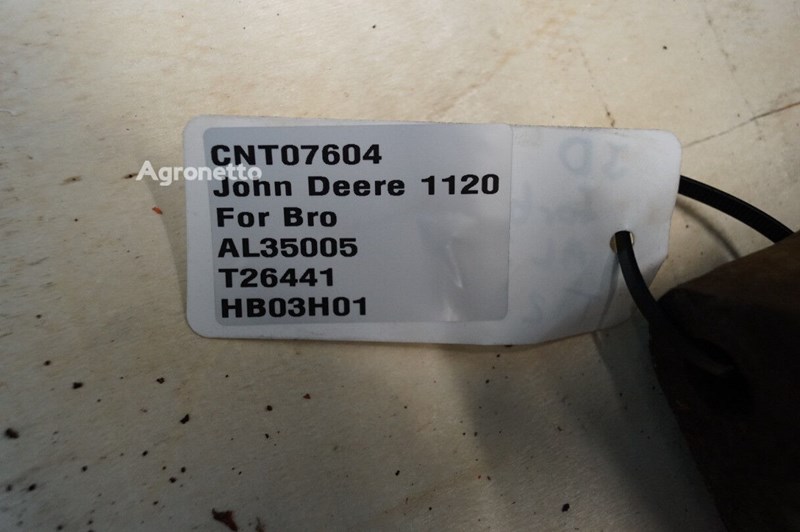 CNT07604
Agronetto
John Deere 1120
For Bro
AL35005
T26441
HB03H01